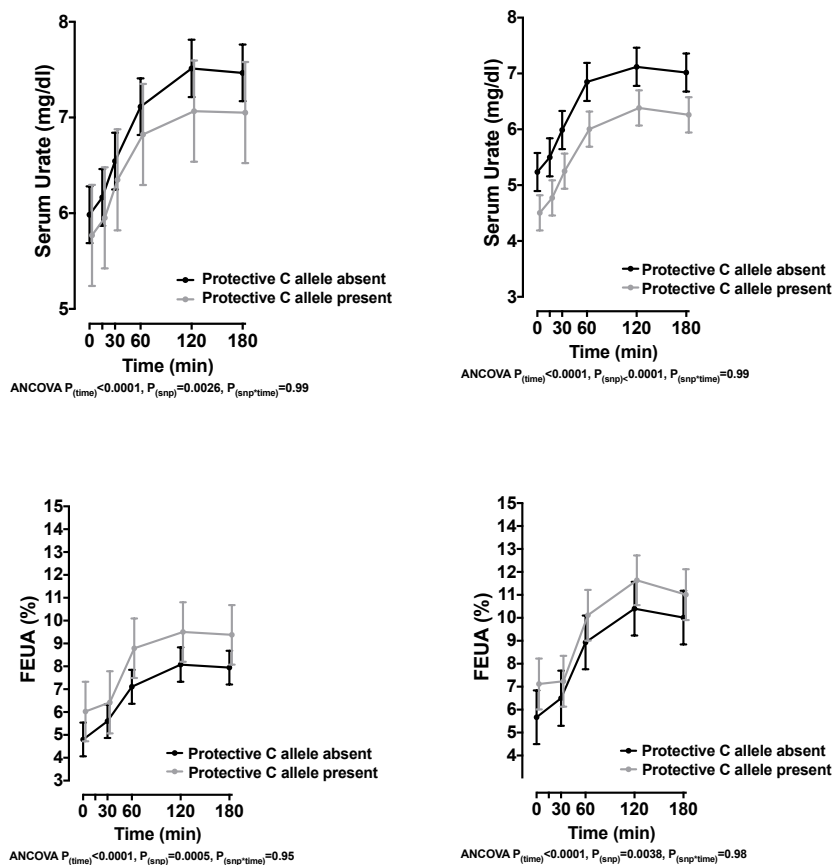 8
7
6
5
Serum Urate (mg/dl)
Protective C allele absent
Protective C allele present
0 30 60 120 180
Time (min)
ANCOVA P(time)<0.0001, P(snp)=0.0026, P(snp*time)=0.99
8
7
6
5
4
3
Serum Urate (mg/dl)
Protective C allele absent
Protective C allele present
0 30 60 120 180
Time (min)
ANCOVA P(time)<0.0001, P(snp)<0.0001, P(snp*time)=0.99
15
14
13
12
11
10
9
8
7
6
5
4
3
FEUA (%)
Protective C allele absent
Protective C allele present
0 30 60 120 180
Time (min)
ANCOVA P(time)<0.0001, P(snp)=0.0005, P(snp*time)=0.95
15
14
13
12
11
10
9
8
7
6
5
4
FEUA (%)
Protective C allele absent
Protective C allele present
0 30 60 120 180
Time (min)
ANCOVA P(time)<0.0001, P(snp)=0.0038, P(snp*time)=0.98